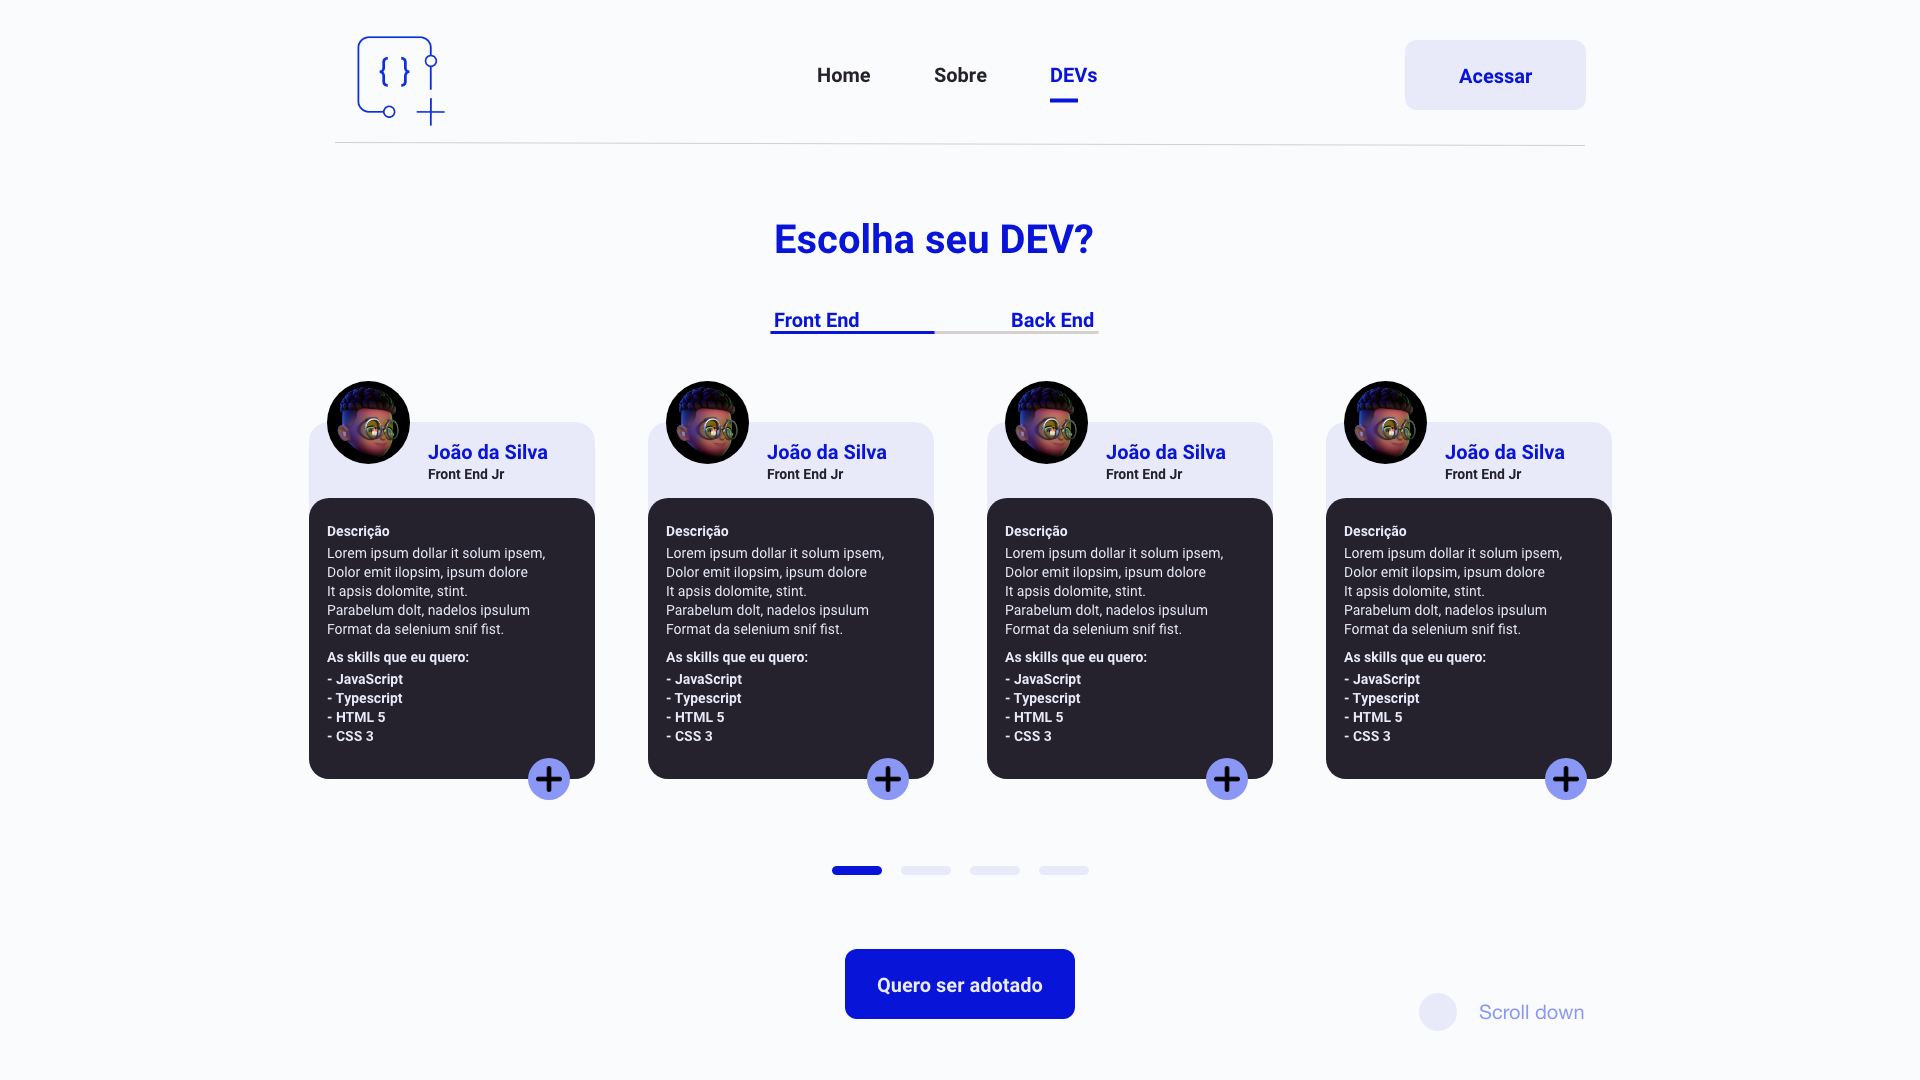 { }
Home
Sobre
DEVs
Acessar
Escolha seu DEV?
Front End
Back End
João da Silva
Front End Jr
Descrição
Lorem ipsum dollar it solum ipsem,
Dolor emit ilopsim, ipsum dolore
It apsis dolomite, stint.
Parabelum dolt, nadelos ipsulum
Format da selenium snif fist.
As skills que eu quero:
- JavaScript
- Typescript
- HTML 5
- CSS 3
João da Silva
Front End Jr
Descrição
Lorem ipsum dollar it solum ipsem,
Dolor emit ilopsim, ipsum dolore
It apsis dolomite, stint.
Parabelum dolt, nadelos ipsulum
Format da selenium snif fist.
As skills que eu quero:
- JavaScript
- Typescript
- HTML 5
- CSS 3
João da Silva
Front End Jr
Descrição
Lorem ipsum dollar it solum ipsem,
Dolor emit ilopsim, ipsum dolore
It apsis dolomite, stint.
Parabelum dolt, nadelos ipsulum
Format da selenium snif fist.
As skills que eu quero:
- JavaScript
- Typescript
- HTML 5
- CSS 3
João da Silva
Front End Jr
Descrição
Lorem ipsum dollar it solum ipsem,
Dolor emit ilopsim, ipsum dolore
It apsis dolomite, stint.
Parabelum dolt, nadelos ipsulum
Format da selenium snif fist.
As skills que eu quero:
- JavaScript
- Typescript
- HTML 5
- CSS 3
Quero ser adotado
Scroll down